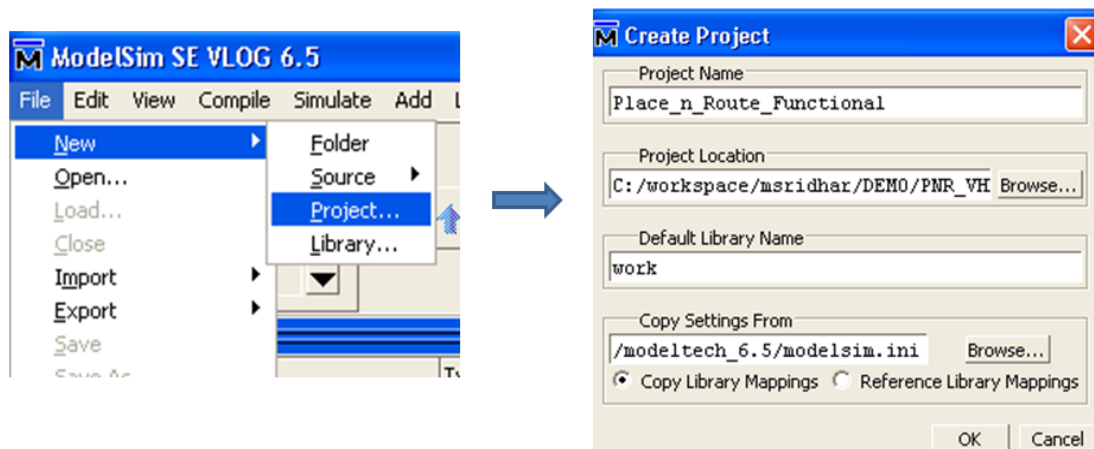 ModelSim SE VLOG 6.5
File Edit View Compile Simulate Add
New
Open...
Load...
Close
Import
Export
Save
Save As
Folder
Source
Project...
Library...
Create Project
Project Name
Place_n_Route_Functional
Project Location
C:/workspace/msridhar/DEMO/PNR_VH Browse...
Default Library Name
work
Copy Settings From
/modeltech_6.5/modelsim.ini Browse...
Copy Library Mappings Reference Library Mappings
OK Cancel